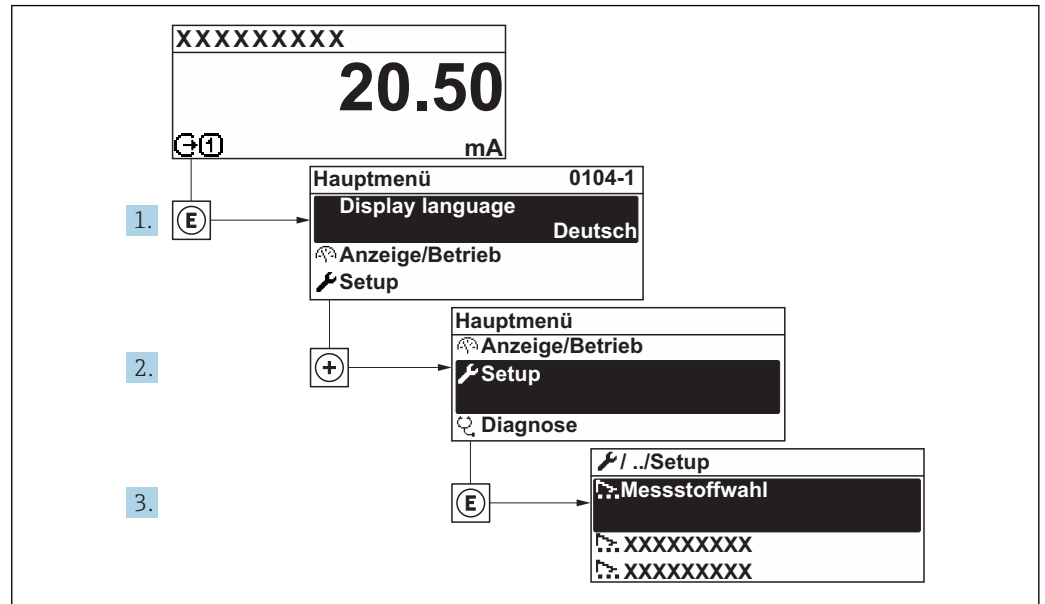 XXXXXXXXX
20.50
1 mA
Hauptmenü 0104-1
Display language
Deutsch
1. E
Anzeige/Betrieb
Setup
Hauptmenü
Anzeige/Betrieb
2. +
Setup
Diagnose
/ ../Setup
Messstoffwahl
3. E
XXXXXXXXX
XXXXXXXXX